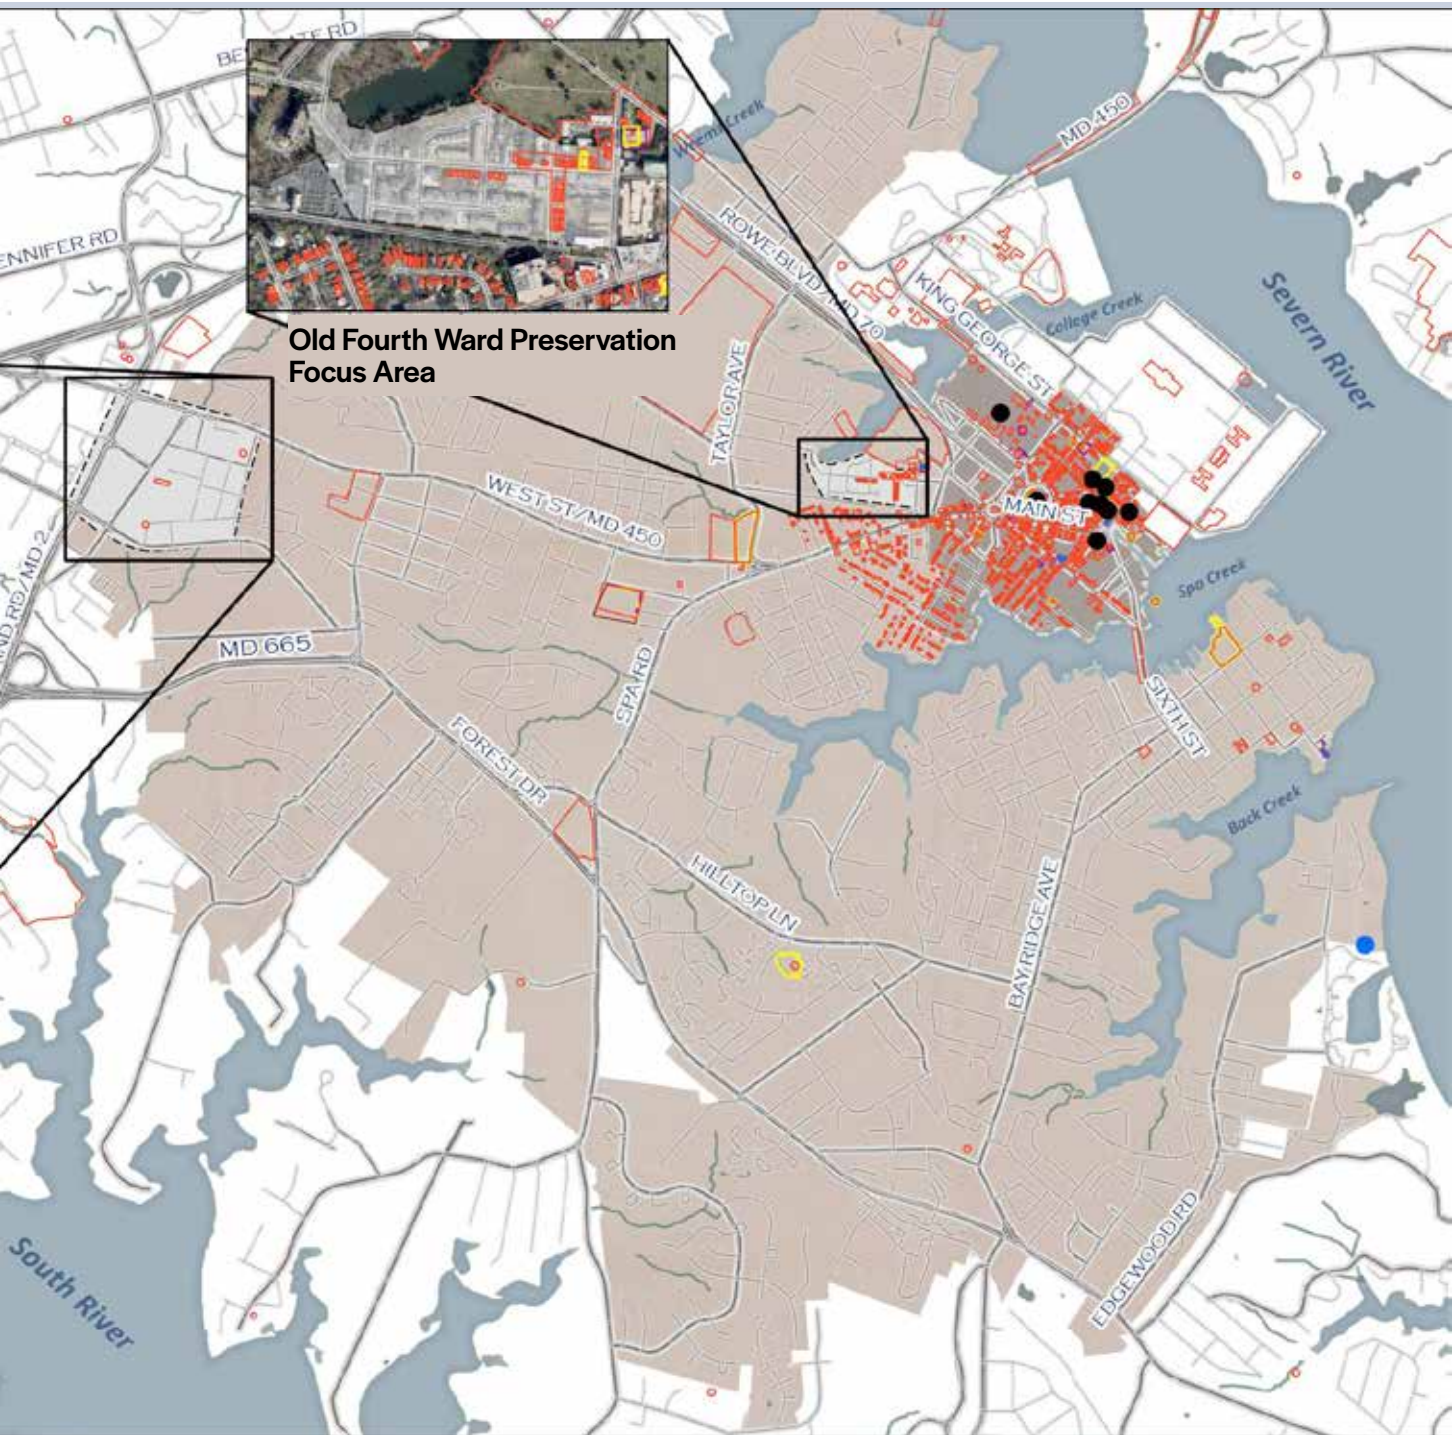 MD 450
Weems Creek
ROWE BLVD/MD 70
JENNIFER RD
Severn River
KING GEORGE ST
College Creek
Old Fourth Ward Preservation
Focus Area
TAYLOR AVE
WEST ST/MD 450
MAIN ST
Spa Creek
MD 665
SPA RD
SIXTH ST
FOREST DR
Back Creek
HILLTOP LN
BAY RIDGE AVE
EDGEWOOD RD
South River